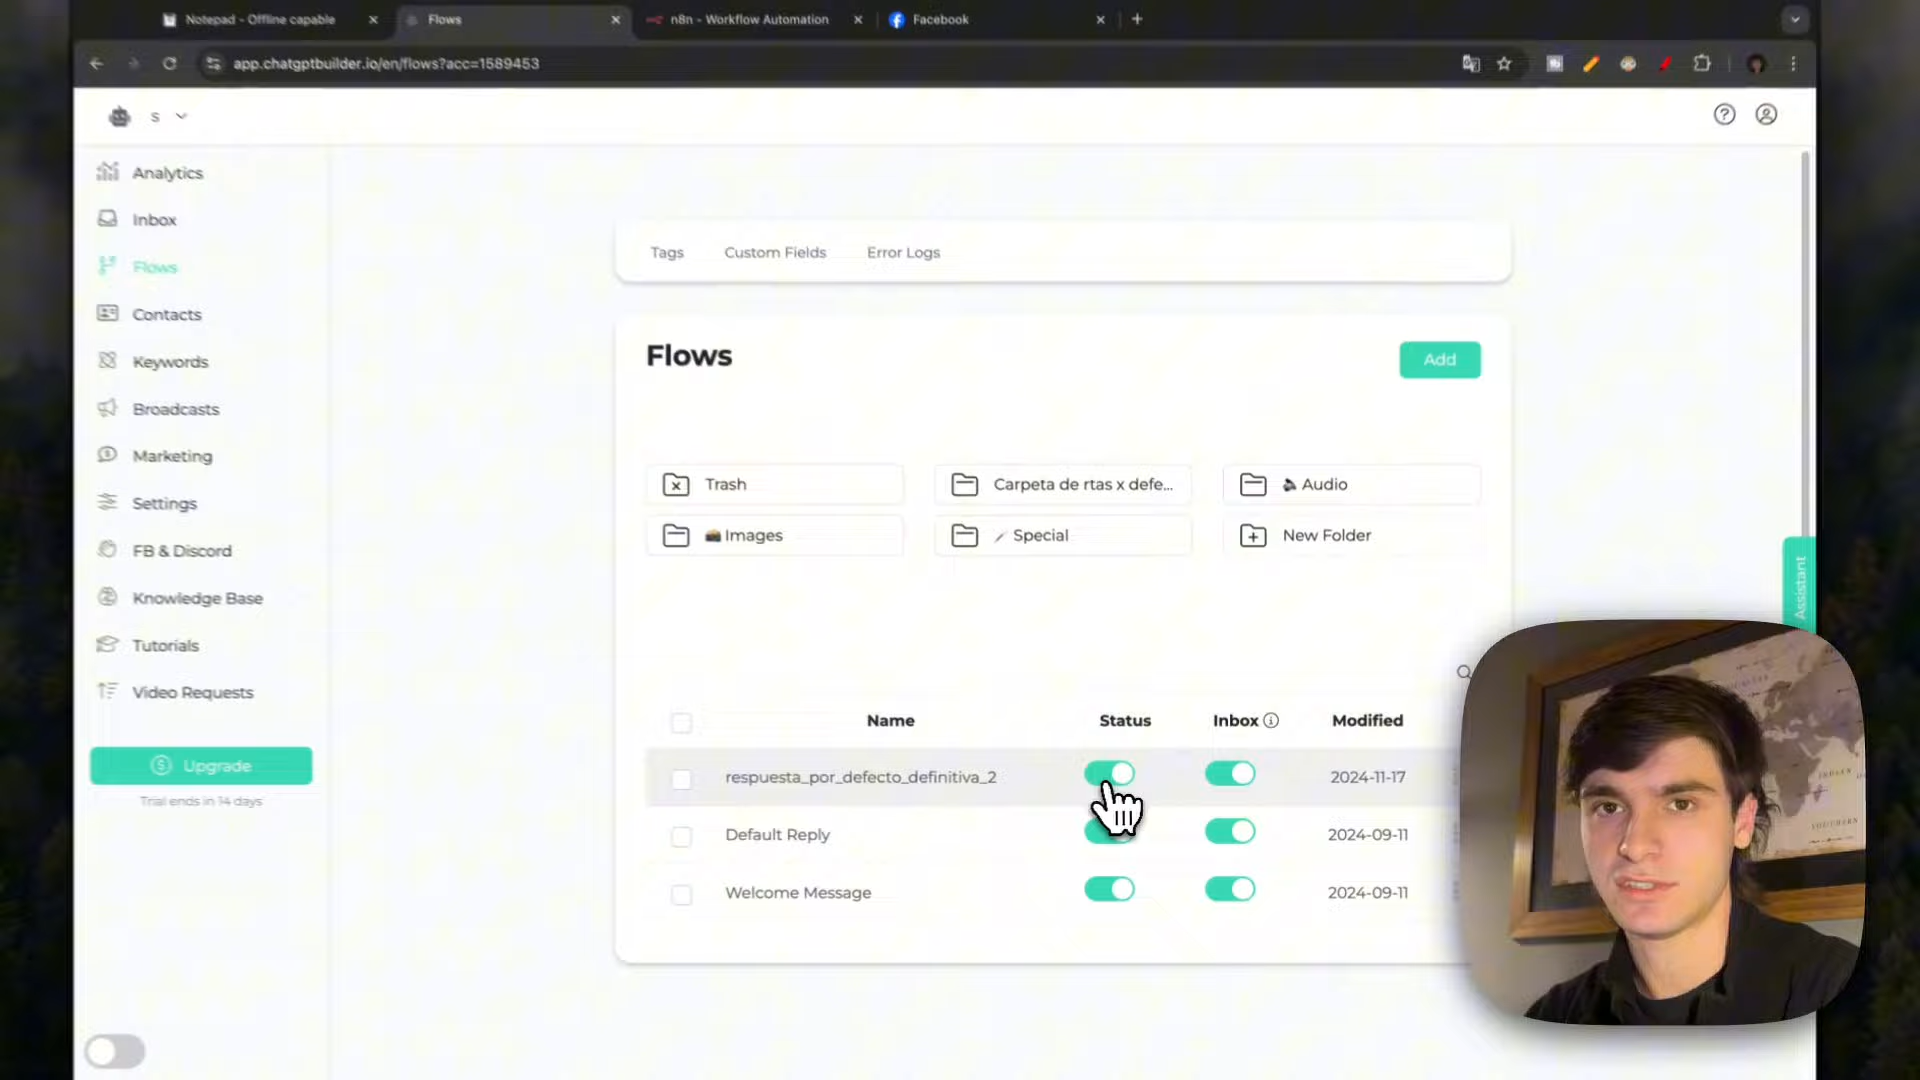 Notepad - Offline capable
Flows
n8n - Workflow Automation
Facebook
app.chatgptbuilder.io/en/flows?acc=1589453
S
Analytics
Inbox
Flows
Contacts
Keywords
Broadcasts
Marketing
Settings
FB & Discord
Knowledge Base
Tutorials
Video Requests
Upgrade
Trial ends in 14 days
Tags Custom Fields Error Logs
Flows
Add
Trash
Carpeta de rtas x defe...
Audio
Images
Special
New Folder
Assistant
Name Status Inbox Modified
respuesta_por_defecto_definitiva_2 2024-11-17
Default Reply 2024-09-11
Welcome Message 2024-09-11